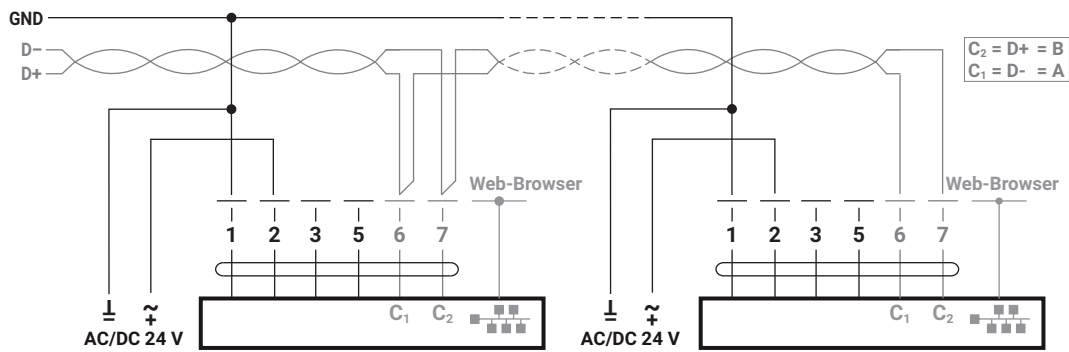 GND
D–
D+
C₂ = D+ = B
C₁ = D- = A
Web-Browser
Web-Browser
1 2 3 5 6 7
1 2 3 5 6 7
⊥ ~
= +
AC/DC 24 V
C₁ C₂
⊥ ~
= +
AC/DC 24 V
C₁ C₂